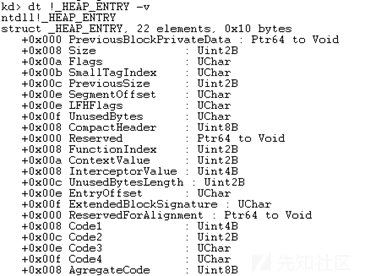 kd> dt !_HEAP_ENTRY -v
ntdll!_HEAP_ENTRY
struct _HEAP_ENTRY, 22 elements, 0x10 bytes
+0x000 PreviousBlockPrivateData : Ptr64 to Void
+0x008 Size : Uint2B
+0x00a Flags : UChar
+0x00b SmallTagIndex : UChar
+0x00c PreviousSize : Uint2B
+0x00e SegmentOffset : UChar
+0x00e LFHFlags : UChar
+0x00f UnusedBytes : UChar
+0x008 CompactHeader : Uint8B
+0x000 Reserved : Ptr64 to Void
+0x008 FunctionIndex : Uint2B
+0x00a ContextValue : Uint2B
+0x008 InterceptorValue : Uint4B
+0x00c UnusedBytesLength : Uint2B
+0x00e EntryOffset : UChar
+0x00f ExtendedBlockSignature : UChar
+0x000 ReservedForAlignment : Ptr64 to Void
+0x008 Code1 : Uint4B
+0x00c Code2 : Uint2B
+0x00e Code3 : UChar
+0x00f Code4 : UChar
+0x008 AgregateCode : Uint8B
先知社区